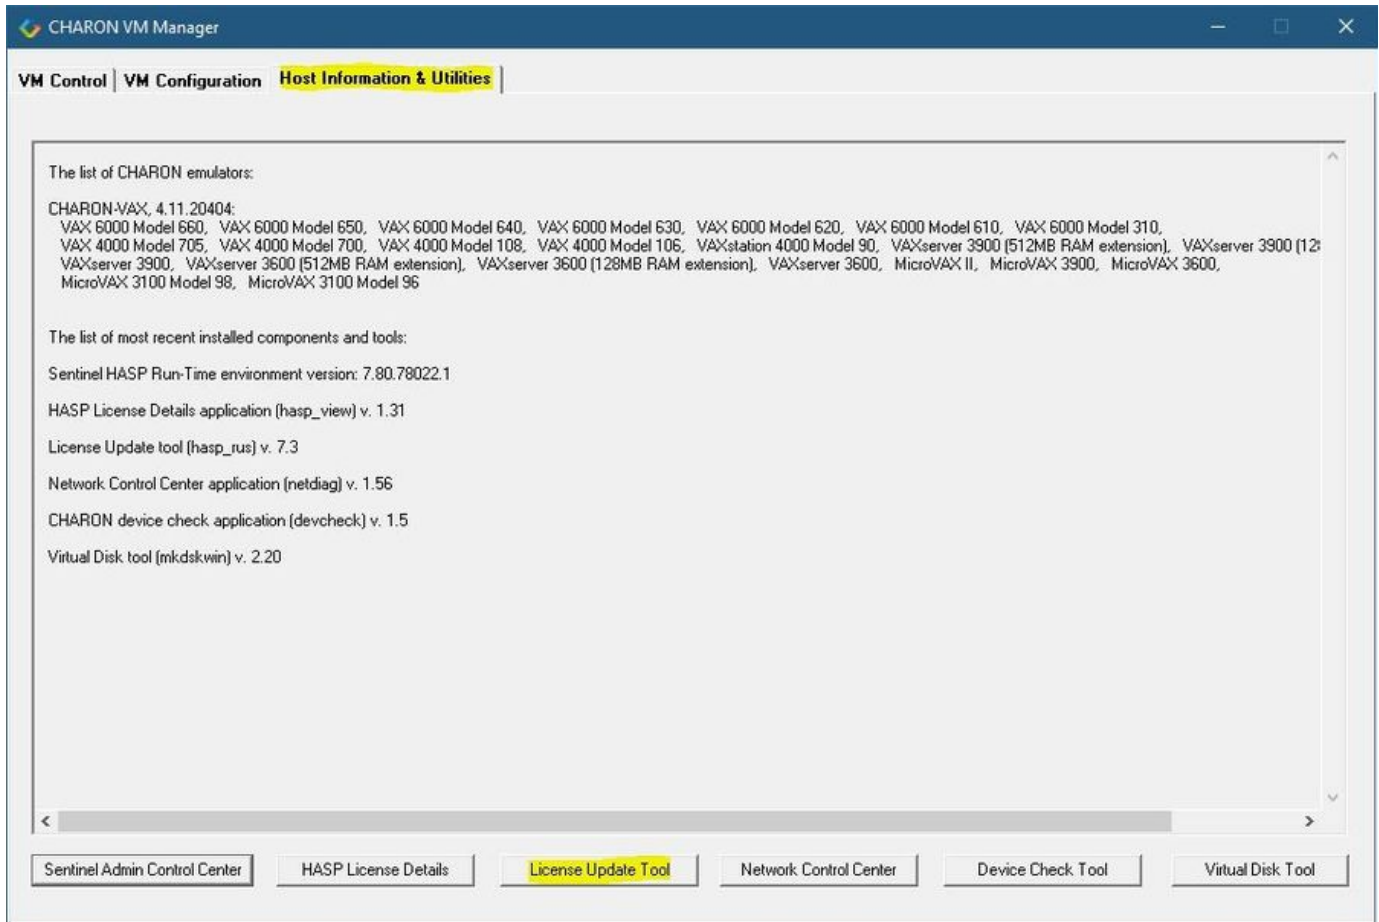 CHARON VM Manager
VM Control
VM Configuration
Host Information & Utilities
The list of CHARON emulators:
CHARON-VAX, 4.11.20404:
VAX 6000 Model 660, VAX 6000 Model 650, VAX 6000 Model 640, VAX 6000 Model 630, VAX 6000 Model 620, VAX 6000 Model 610, VAX 6000 Model 310,
VAX 4000 Model 705, VAX 4000 Model 700, VAX 4000 Model 108, VAX 4000 Model 106, VAXstation 4000 Model 90, VAXserver 3900 (512MB RAM extension), VAXserver 3900 (128
VAXserver 3900, VAXserver 3600 (512MB RAM extension), VAXserver 3600 (128MB RAM extension), VAXserver 3600, MicroVAX II, MicroVAX 3900, MicroVAX 3600,
MicroVAX 3100 Model 98, MicroVAX 3100 Model 96
The list of most recent installed components and tools:
Sentinel HASP Run-Time environment version: 7.80.78022.1
HASP License Details application (hasp_view) v. 1.31
License Update tool (hasp_rus) v. 7.3
Network Control Center application (netdiag) v. 1.56
CHARON device check application (devcheck) v. 1.5
Virtual Disk tool (mkdskwin) v. 2.20
Sentinel Admin Control Center
HASP License Details
License Update Tool
Network Control Center
Device Check Tool
Virtual Disk Tool